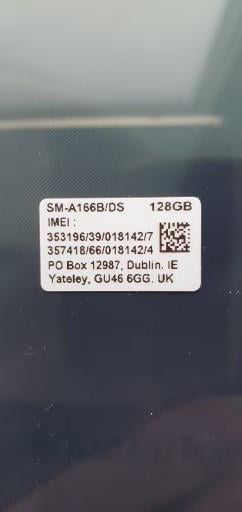 SM-A166B/DS 128GB
IMEI :
353196/39/018142/7
357418/66/018142/4
PO Box 12987, Dublin. IE
Yateley, GU46 6GG. UK